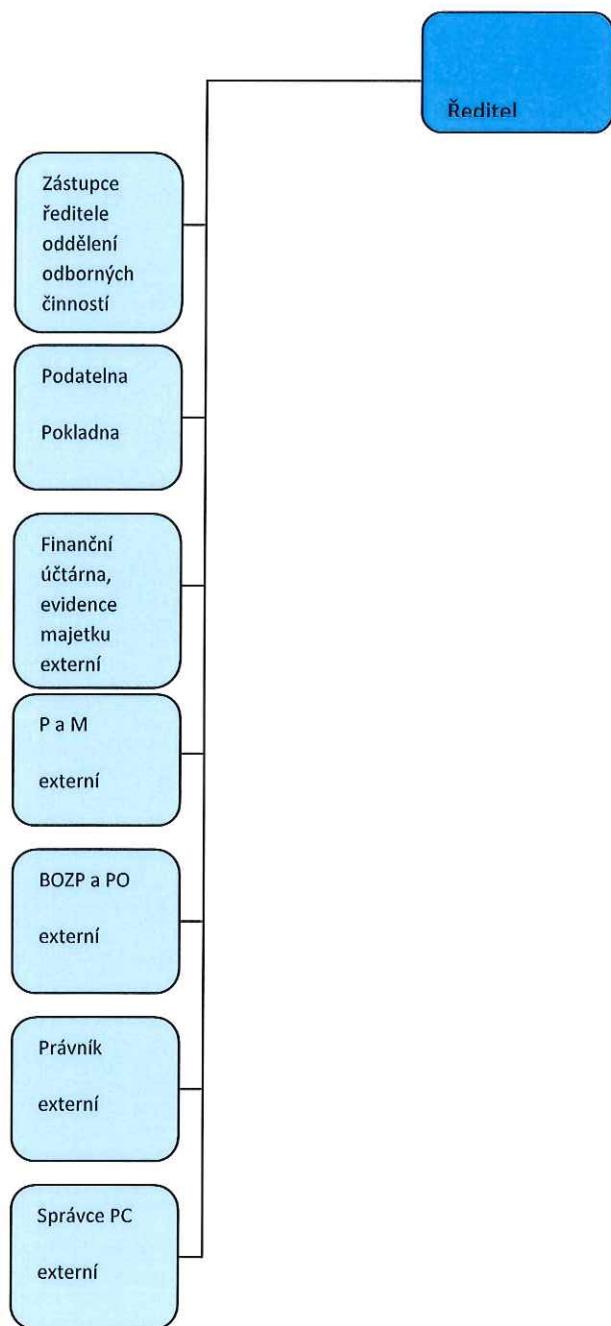 Ředitel
Zástupce
ředitele
oddělení
odborných
činností
Podatelna
Pokladna
Finanční
účtárna,
evidence
majetku
externí
P a M
externí
BOZP a PO
externí
Právník
externí
Správce PC
externí